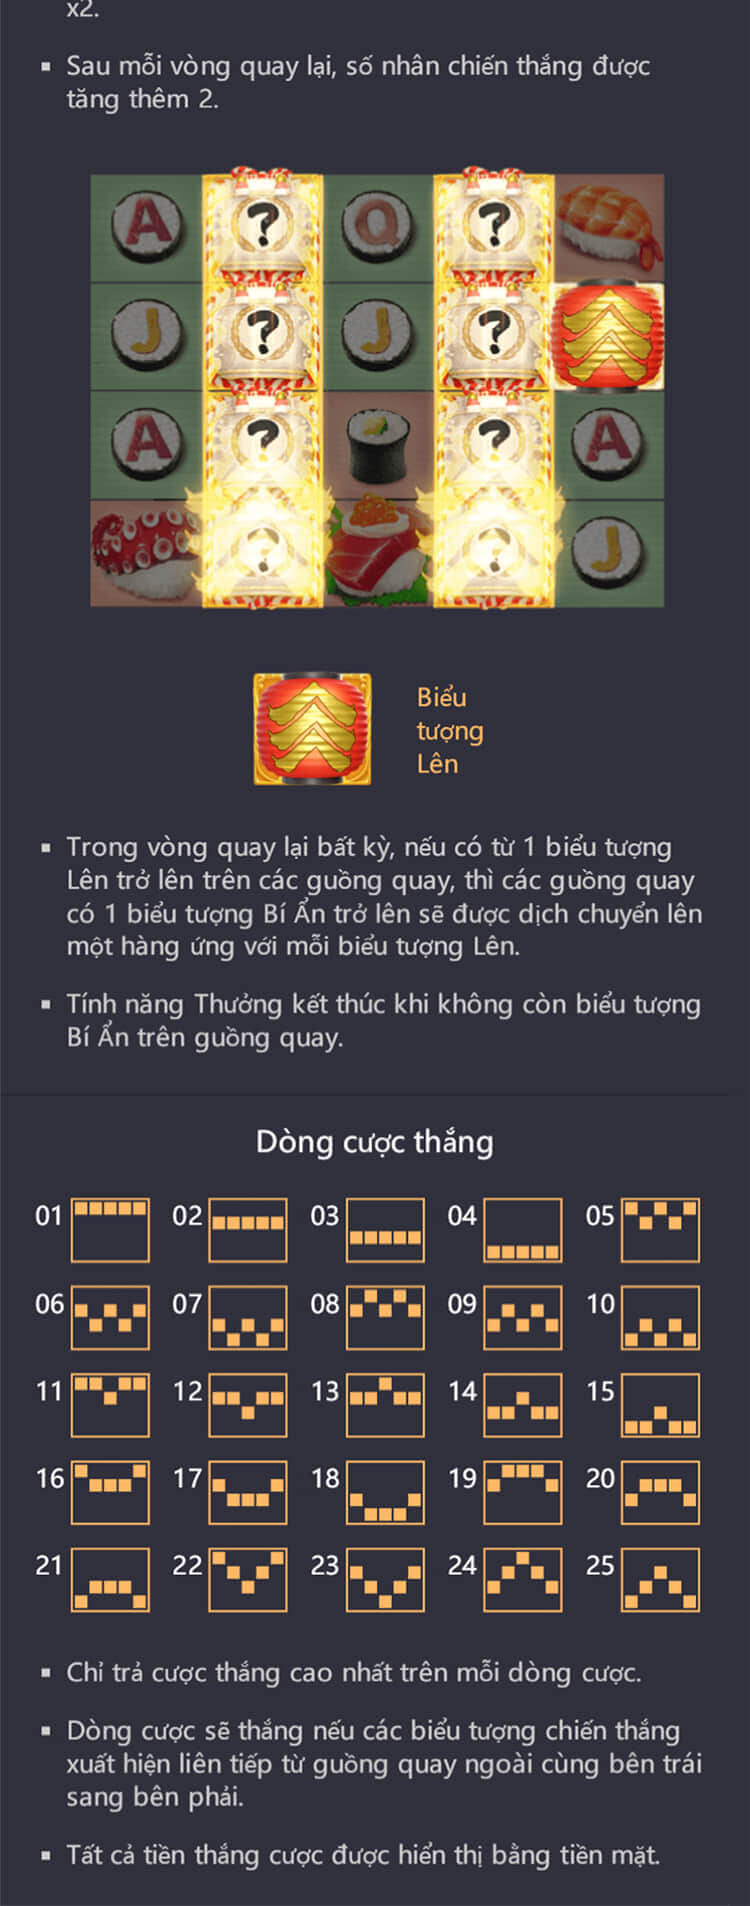 x2.
▪ Sau mỗi vòng quay lại, số nhân chiến thắng được
tăng thêm 2.
A ? Q ?
J ? J ?
A ? ? A
? ? J
Biểu
tượng
Lên
▪ Trong vòng quay lại bất kỳ, nếu có từ 1 biểu tượng
Lên trở lên trên các guồng quay, thì các guồng quay
có 1 biểu tượng Bí Ẩn trở lên sẽ được dịch chuyển lên
một hàng ứng với mỗi biểu tượng Lên.
▪ Tính năng Thưởng kết thúc khi không còn biểu tượng
Bí Ẩn trên guồng quay.
Dòng cược thắng
01 02 03 04 05
06 07 08 09 10
11 12 13 14 15
16 17 18 19 20
21 22 23 24 25
▪ Chỉ trả cược thắng cao nhất trên mỗi dòng cược.
▪ Dòng cược sẽ thắng nếu các biểu tượng chiến thắng
xuất hiện liên tiếp từ guồng quay ngoài cùng bên trái
sang bên phải.
▪ Tất cả tiền thắng cược được hiển thị bằng tiền mặt.